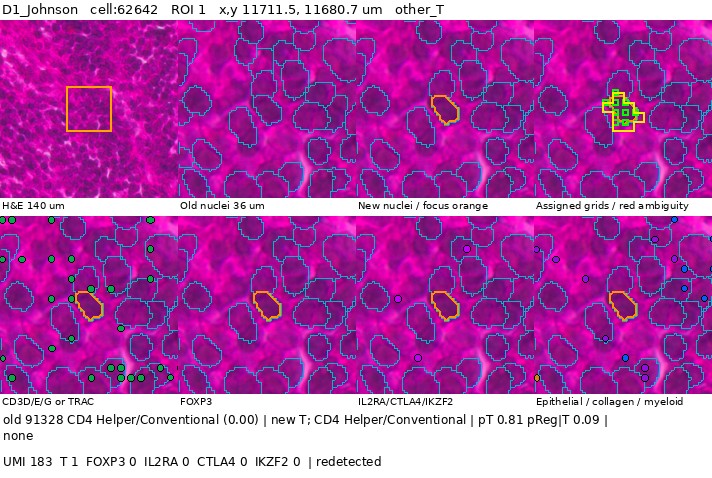 D1_Johnson cell:62642 ROI 1 x,y 11711.5, 11680.7 um other_T
H&E 140 um
Old nuclei 36 um
New nuclei / focus orange
Assigned grids / red ambiguity
CD3D/E/G or TRAC
FOXP3
IL2RA/CTLA4/IKZF2
Epithelial / collagen / myeloid
old 91328 CD4 Helper/Conventional (0.00) | new T; CD4 Helper/Conventional | pT 0.81 pReg|T 0.09 |
none
UMI 183 T 1 FOXP3 0 IL2RA 0 CTLA4 0 IKZF2 0 | redetected